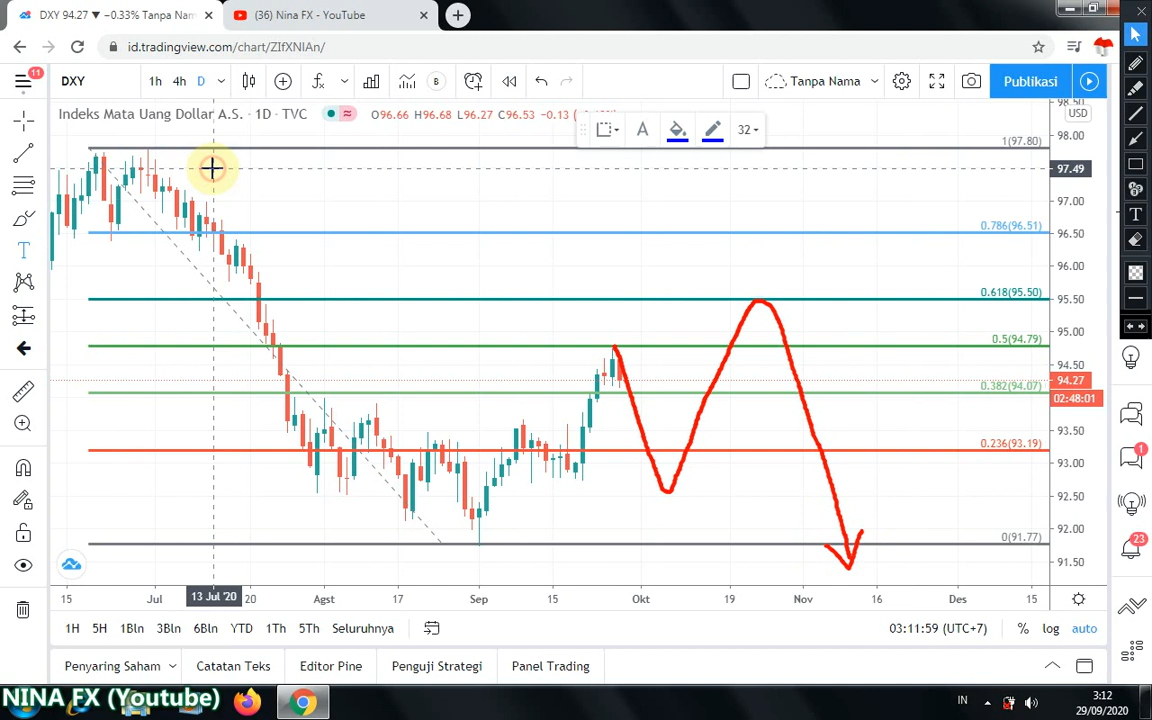 DXY 94.27 ▼ −0.33% Tanpa Nam
(36) Nina FX - YouTube
id.tradingview.com/chart/ZIfXNIAn/
11
DXY
1h 4h D
B
Tanpa Nama
Publikasi
Indeks Mata Uang Dollar A.S. · 1D · TVC
O96.66 H96.68 L96.27 C96.53 −0.13
32
USD
98.50
98.00
97.49
97.00
96.50
96.00
95.50
95.00
94.50
94.27
02:48:01
93.50
93.00
92.50
92.00
91.50
1(97.80)
0.786(96.51)
0.618(95.50)
0.5(94.79)
0.382(94.07)
0.236(93.19)
0(91.77)
15 Jul 13 Jul '20 20 Agst 17 Sep 15 Okt 19 Nov 16 Des 15
1H 5H 1Bln 3Bln 6Bln YTD 1Th 5Th Seluruhnya
03:11:59 (UTC+7) % log auto
Penyaring Saham Catatan Teks Editor Pine Penguji Strategi Panel Trading
1
23
T
T
A
NINA FX (Youtube)
IN
3:12
29/09/2020